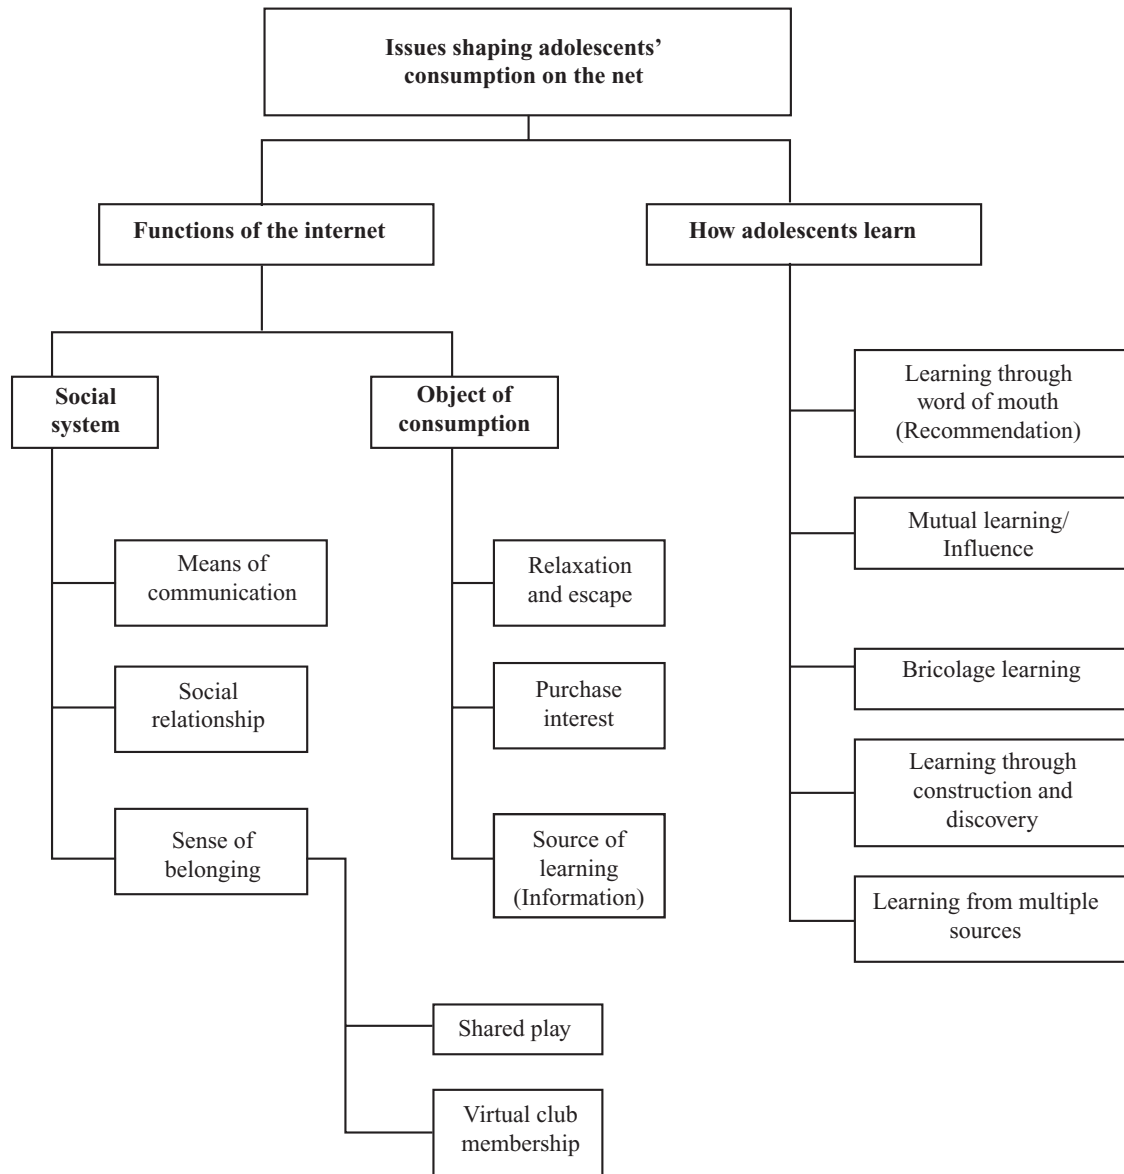 Issues shaping adolescents’
consumption on the net
Functions of the internet
How adolescents learn
Social
system
Object of
consumption
Means of
communication
Social
relationship
Sense of
belonging
Relaxation
and escape
Purchase
interest
Source of
learning
(Information)
Shared play
Virtual club
membership
Learning through
word of mouth
(Recommendation)
Mutual learning/
Influence
Bricolage learning
Learning through
construction and
discovery
Learning from multiple
sources